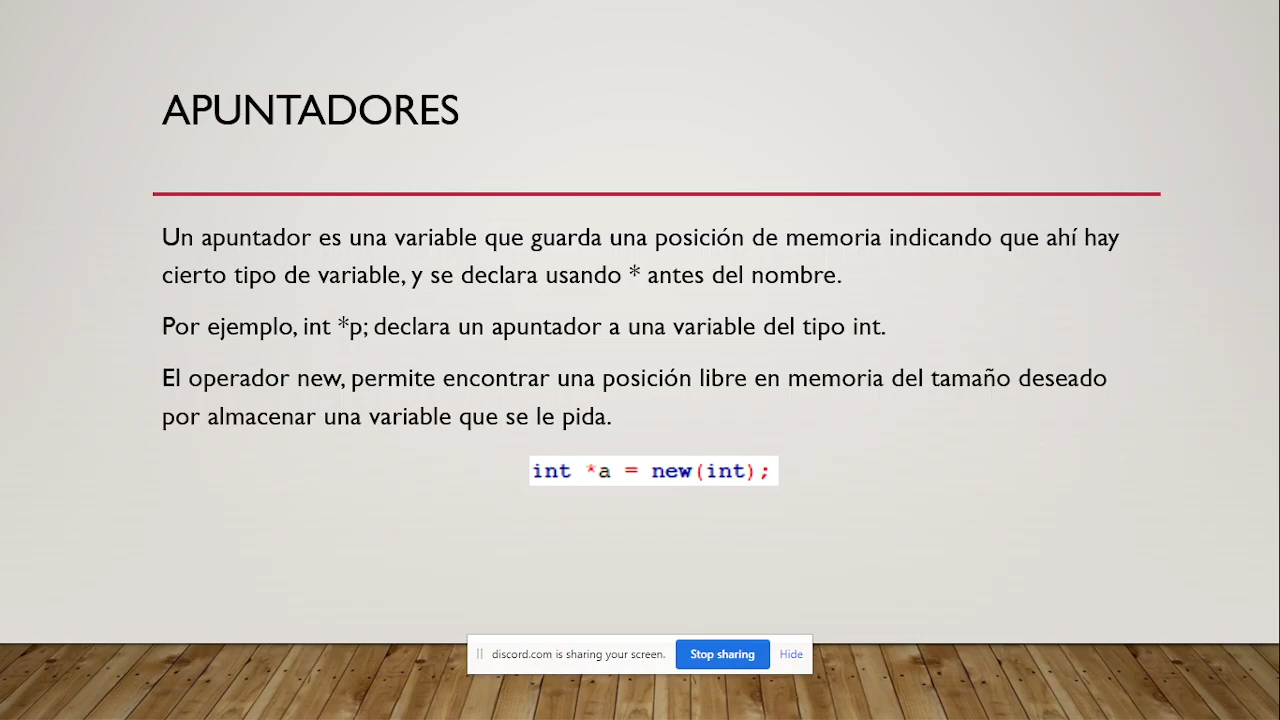 APUNTADORES
Un apuntador es una variable que guarda una posición de memoria indicando que ahí hay
cierto tipo de variable, y se declara usando * antes del nombre.
Por ejemplo, int *p; declara un apuntador a una variable del tipo int.
El operador new, permite encontrar una posición libre en memoria del tamaño deseado
por almacenar una variable que se le pida.
int *a = new(int);
discord.com is sharing your screen. Stop sharing Hide